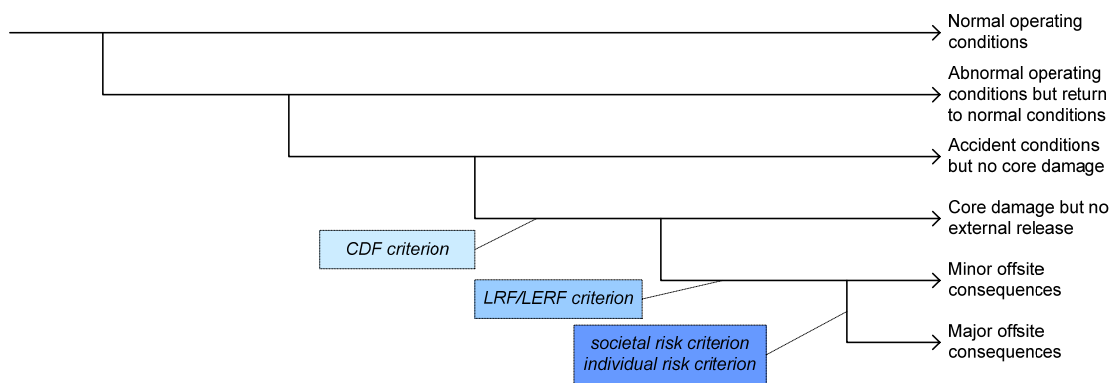 Normal operating
conditions
Abnormal operating
conditions but return
to normal conditions
Accident conditions
but no core damage
Core damage but no
external release
CDF criterion
Minor offsite
consequences
LRF/LERF criterion
Major offsite
consequences
societal risk criterion
individual risk criterion